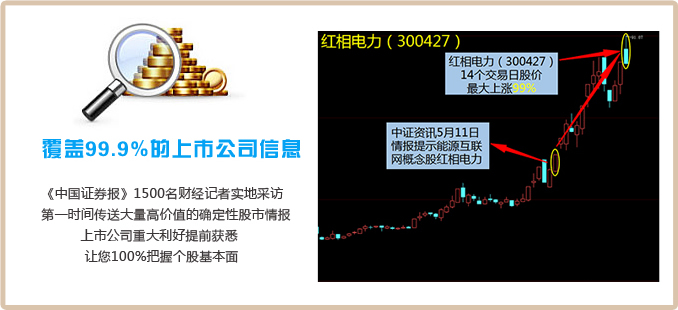 覆盖99.9%的上市公司信息
《中国证券报》1500名财经记者实地采访
第一时间传送大量高价值的确定性股市情报
上市公司重大利好提前获悉
让您100%把握个股基本面
红相电力（300427）
红相电力（300427）
14个交易日股价
最大上涨99%
中证资讯5月11日
情报提示能源互联
网概念股红相电力